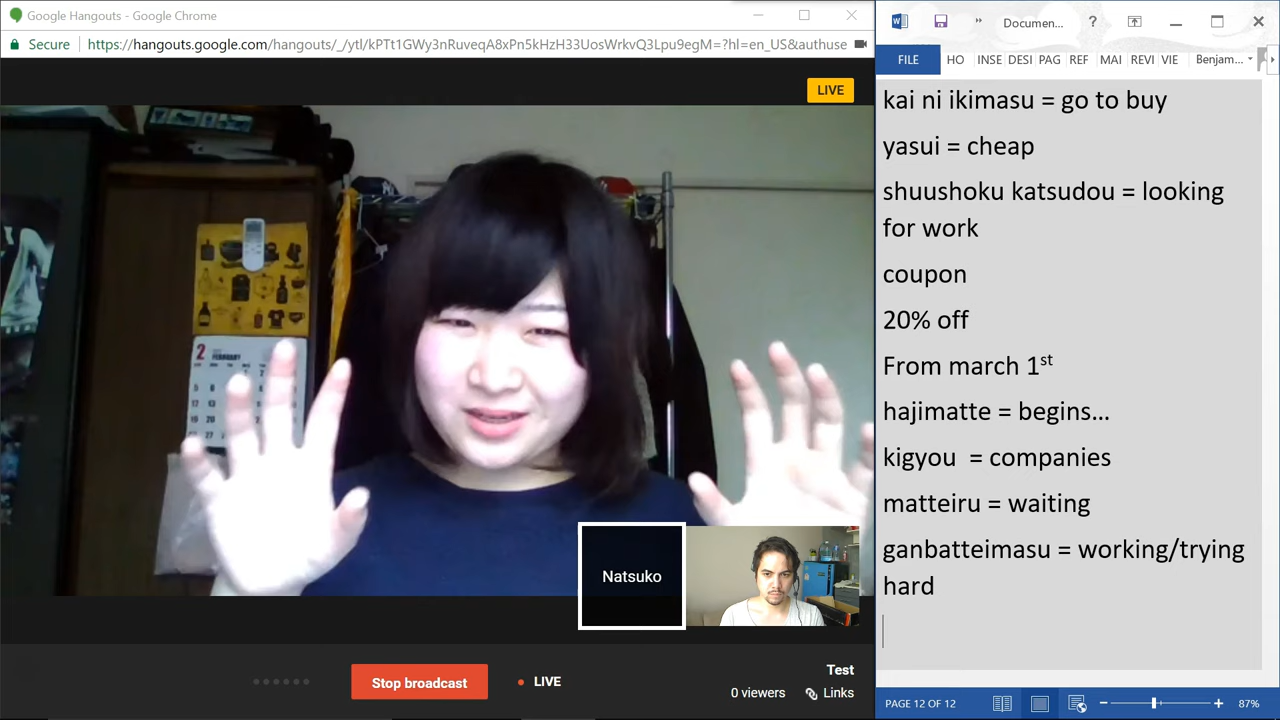 Google Hangouts - Google Chrome
Secure
https://hangouts.google.com/hangouts/_/ytl/kPTt1GWy3nRuveqA8xPn5kHzH33UusWrkvQ3Lpu9egM=?hl=en_US&authuse
LIVE
2 FEBRUARY
Natsuko
Stop broadcast
LIVE
Test
0 viewers
Links
Documen...
?
FILE HO INSE DESI PAG REF MAI REVI VIE Benjam...
kai ni ikimasu = go to buy
yasui = cheap
shuushoku katsudou = looking
for work
coupon
20% off
From march 1st
hajimatte = begins...
kigyou = companies
matteiru = waiting
ganbatteimasu = working/trying
hard
PAGE 12 OF 12
87%